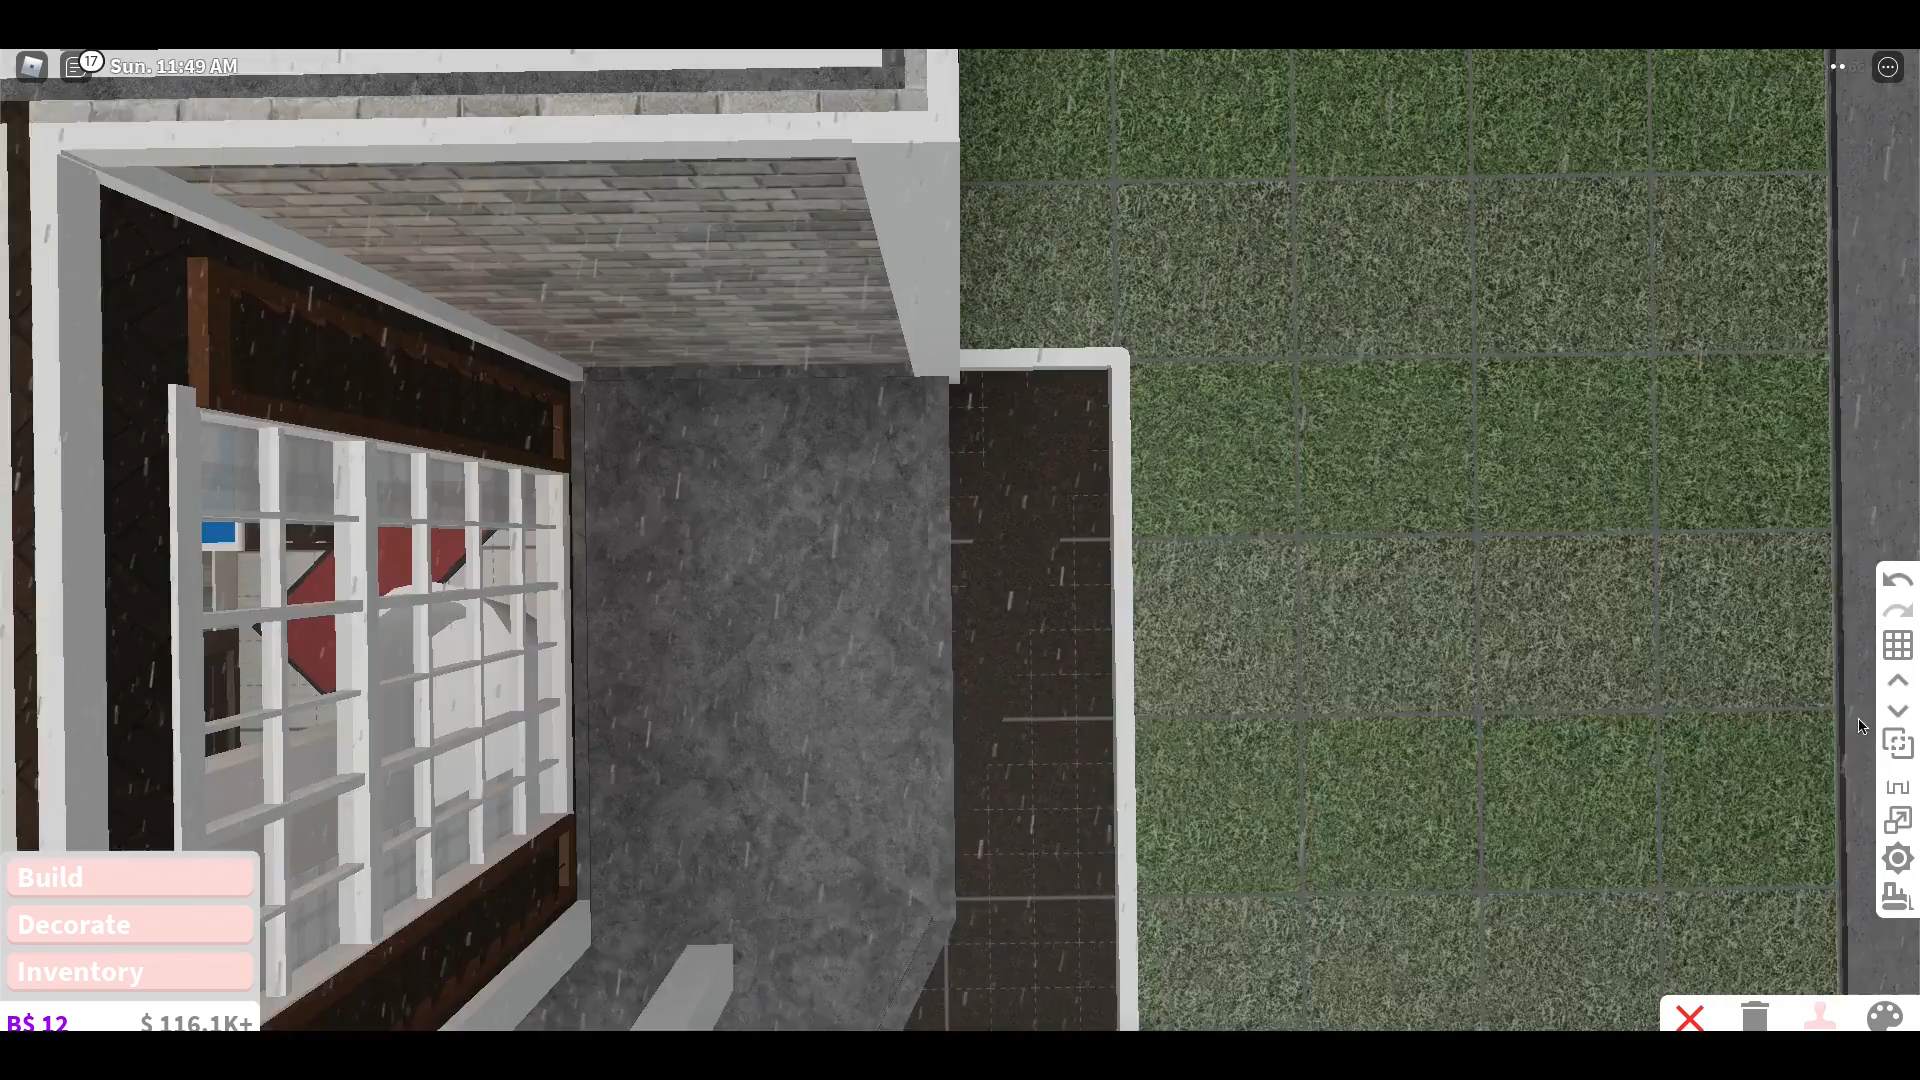 17
Sun. 11:49 AM
Build
Decorate
Inventory
B$ 12
$ 116.1K+